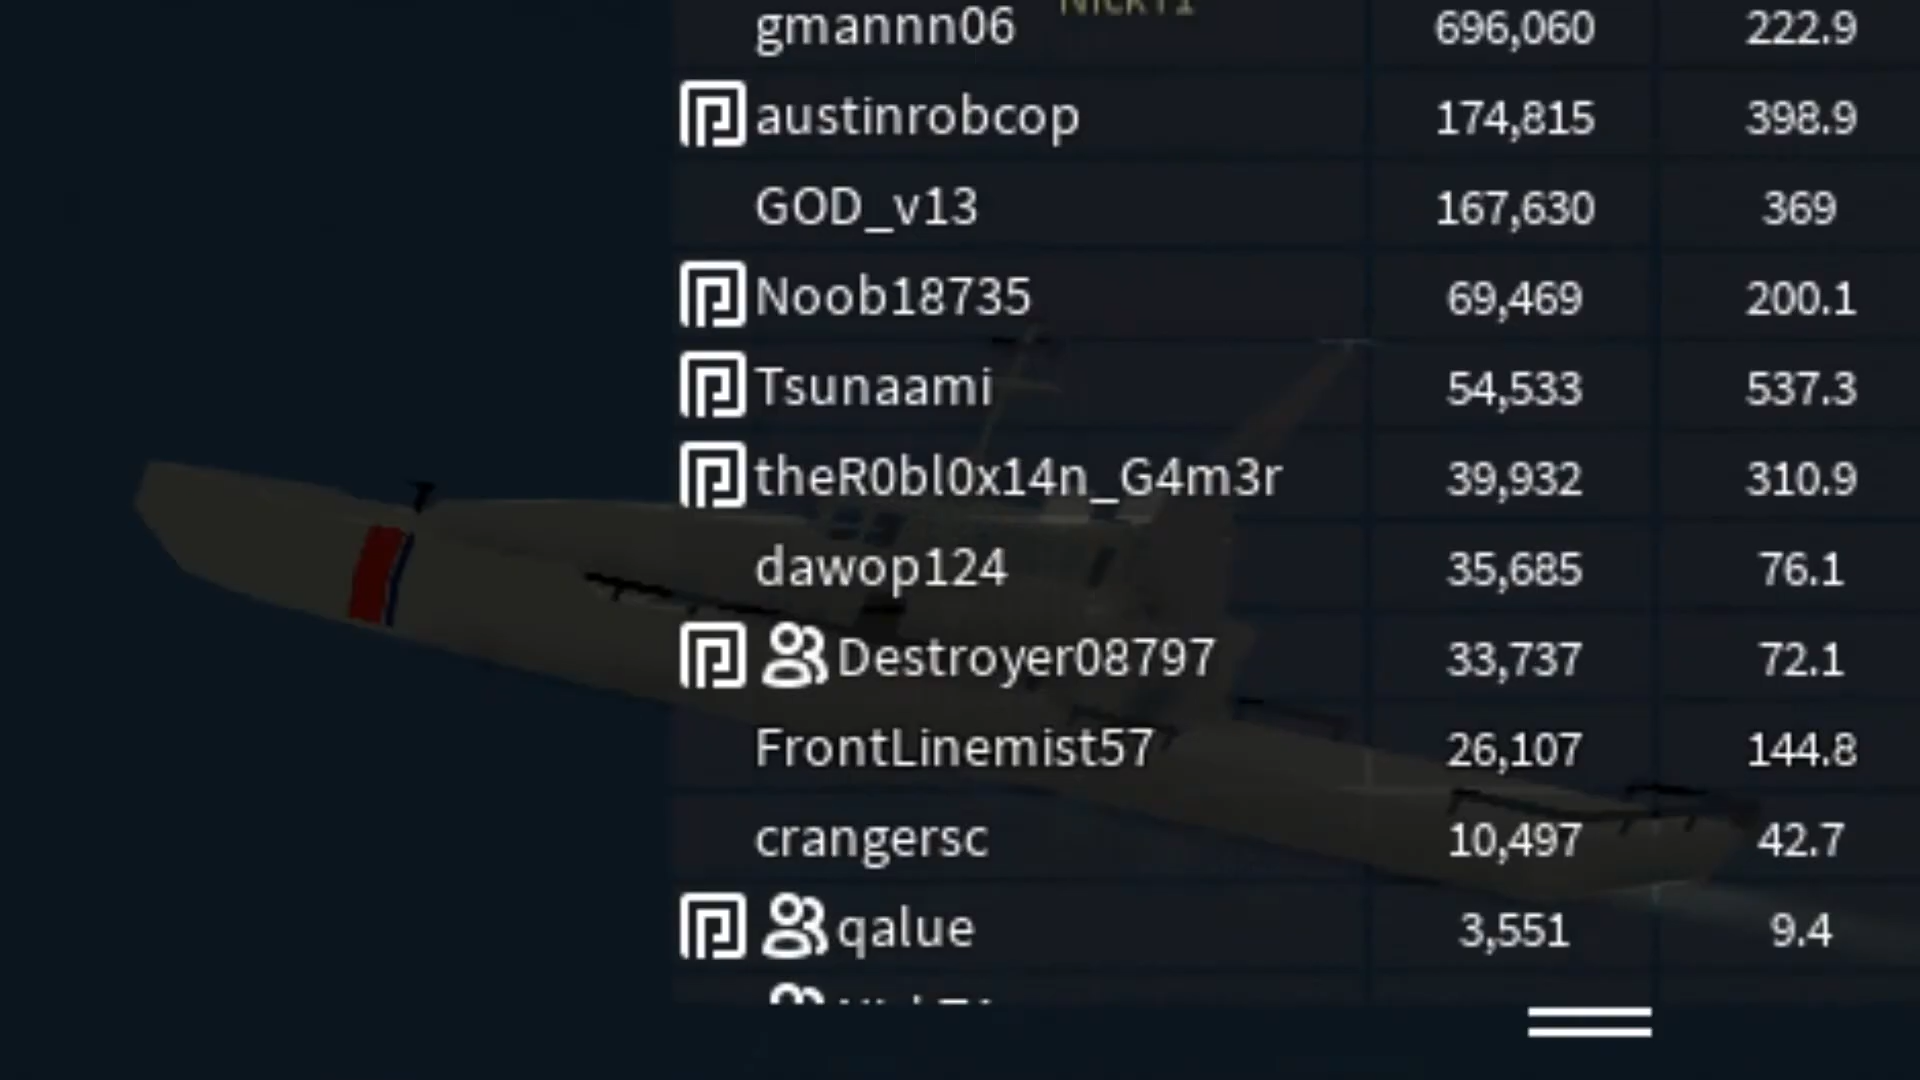 NickT1
gmannn06 696,060 222.9
austinrobcop 174,815 398.9
GOD_v13 167,630 369
Noob18735 69,469 200.1
Tsunaami 54,533 537.3
theR0bl0x14n_G4m3r 39,932 310.9
dawop124 35,685 76.1
Destroyer08797 33,737 72.1
FrontLinemist57 26,107 144.8
crangersc 10,497 42.7
qalue 3,551 9.4